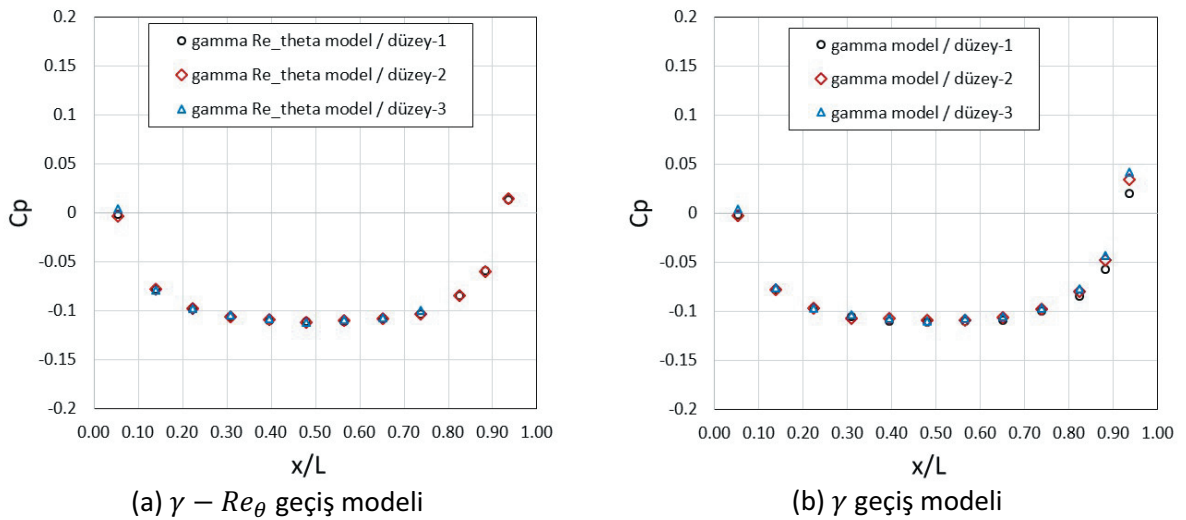 0.2
0.15
0.1
0.05
0
-0.05
-0.1
-0.15
-0.2
Cp
gamma Re_theta model / düzey-1
gamma Re_theta model / düzey-2
gamma Re_theta model / düzey-3
0.00 0.10 0.20 0.30 0.40 0.50 0.60 0.70 0.80 0.90 1.00
x/L
(a) γ − Re_θ geçiş modeli
0.2
0.15
0.1
0.05
0
-0.05
-0.1
-0.15
-0.2
Cp
gamma model / düzey-1
gamma model / düzey-2
gamma model / düzey-3
0.00 0.10 0.20 0.30 0.40 0.50 0.60 0.70 0.80 0.90 1.00
x/L
(b) γ geçiş modeli